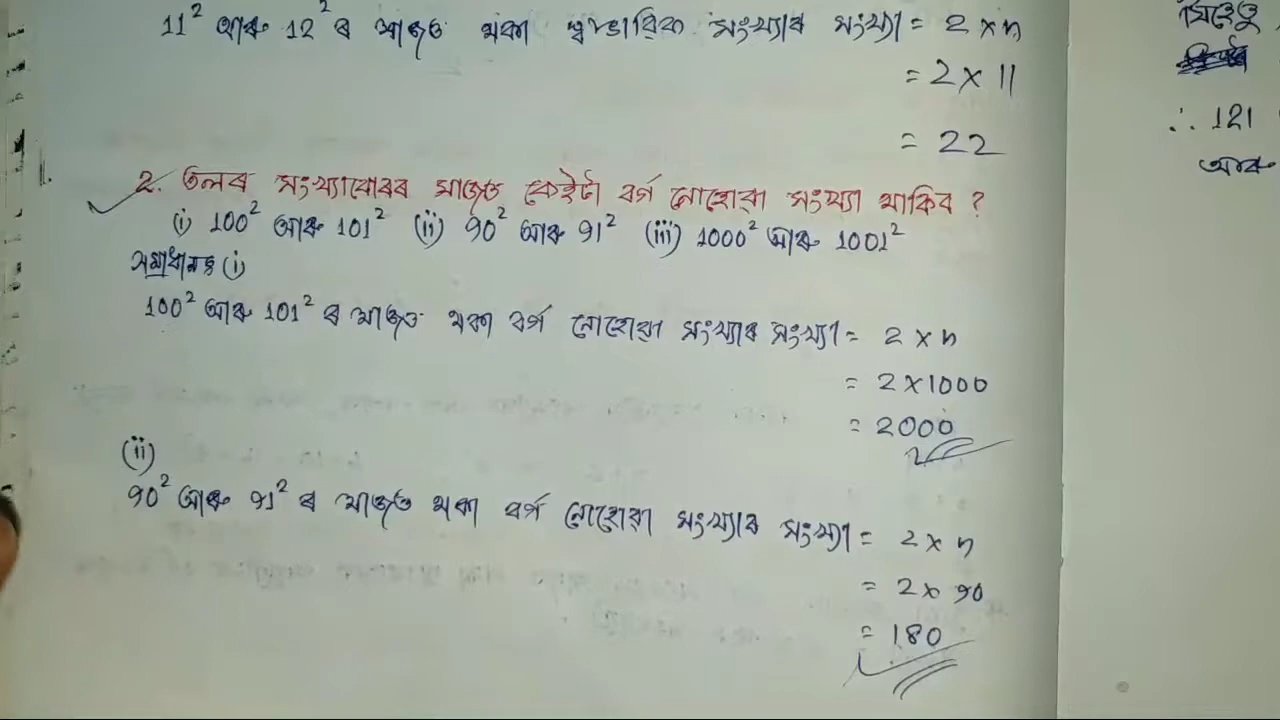 11² আৰু 12² ৰ মাজত থকা স্বাভাৱিক সংখ্যাৰ সংখ্যা = 2 × n
= 2 × 11
= 22
2. তলৰ সংখ্যাবোৰৰ মাজত কেইটা বৰ্গ নোহোৱা সংখ্যা থাকিব ?
(i) 100² আৰু 101² (ii) 90² আৰু 91² (iii) 1000² আৰু 1001²
সমাধানঃ (i)
100² আৰু 101² ৰ মাজত থকা বৰ্গ নোহোৱা সংখ্যাৰ সংখ্যা = 2 × n
= 2 × 1000
= 2000
(ii)
90² আৰু 91² ৰ মাজত থকা বৰ্গ নোহোৱা সংখ্যাৰ সংখ্যা = 2 × n
= 2 × 90
= 180
যিহেতু
∴ 121
আৰু